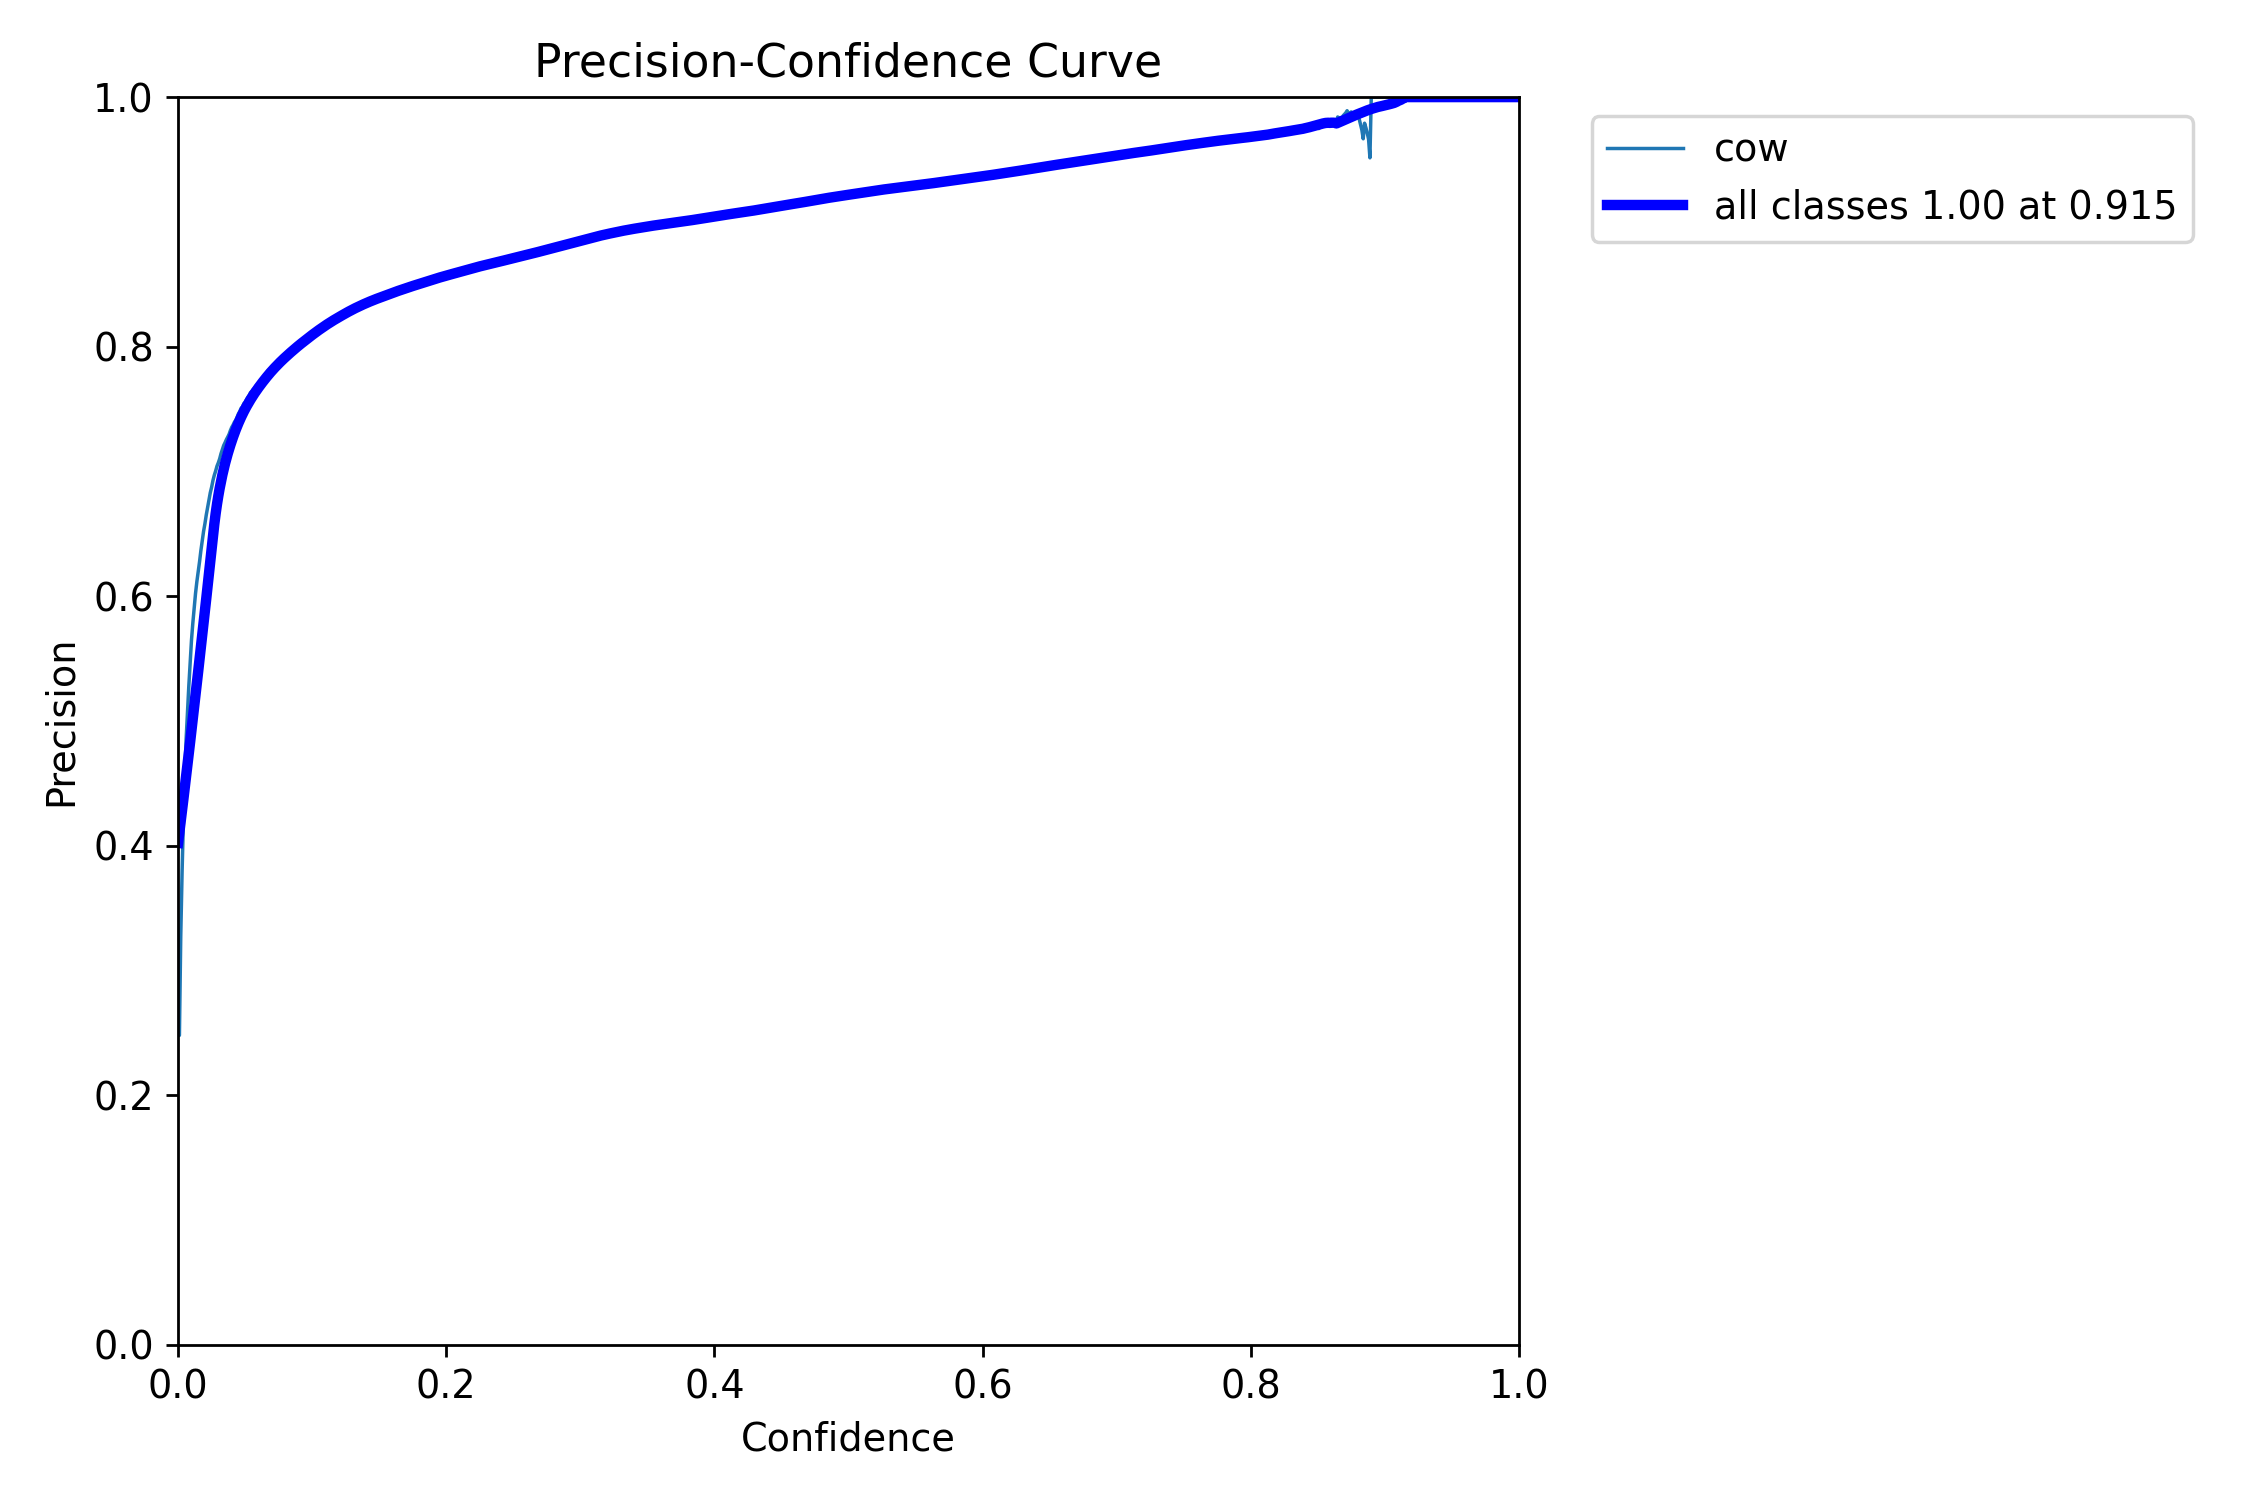 Precision-Confidence Curve
1.0
0.8
0.6
0.4
0.2
0.0
Precision
0.0 0.2 0.4 0.6 0.8 1.0
Confidence
cow
all classes 1.00 at 0.915